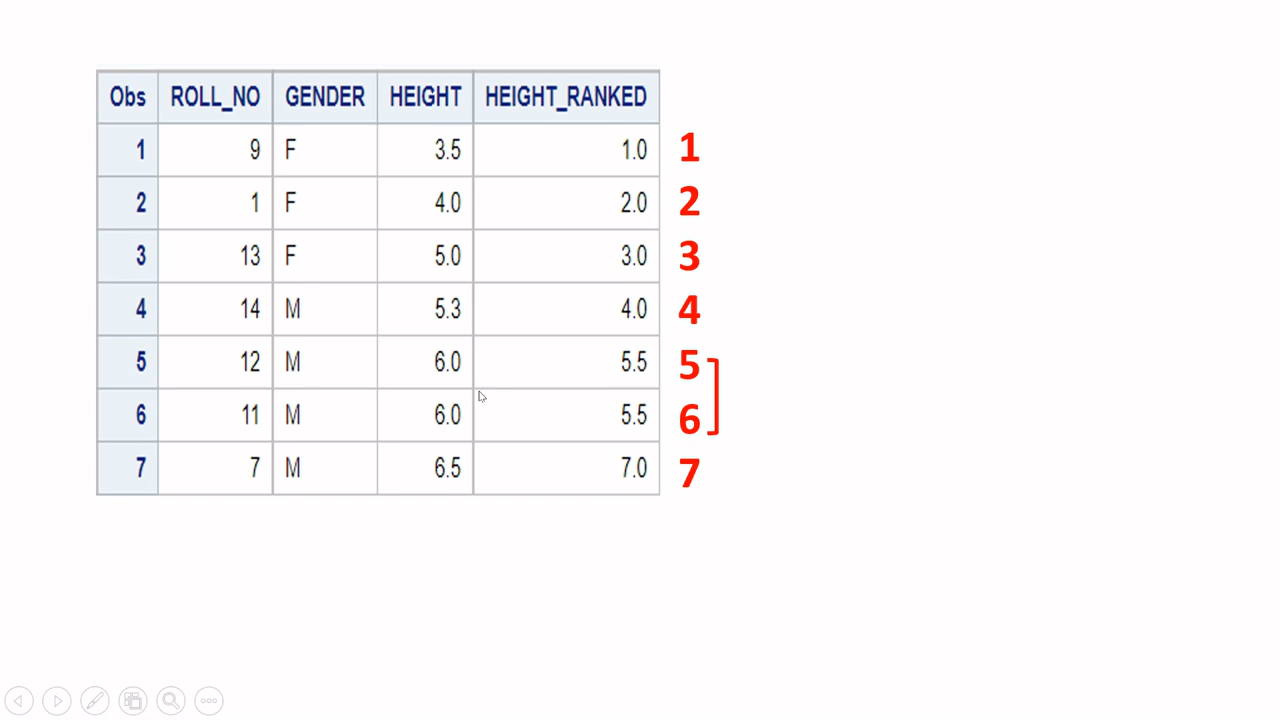 Obs ROLL_NO GENDER HEIGHT HEIGHT_RANKED
1 9 F 3.5 1.0 1
2 1 F 4.0 2.0 2
3 13 F 5.0 3.0 3
4 14 M 5.3 4.0 4
5 12 M 6.0 5.5 5
6 11 M 6.0 5.5 6
7 7 M 6.5 7.0 7